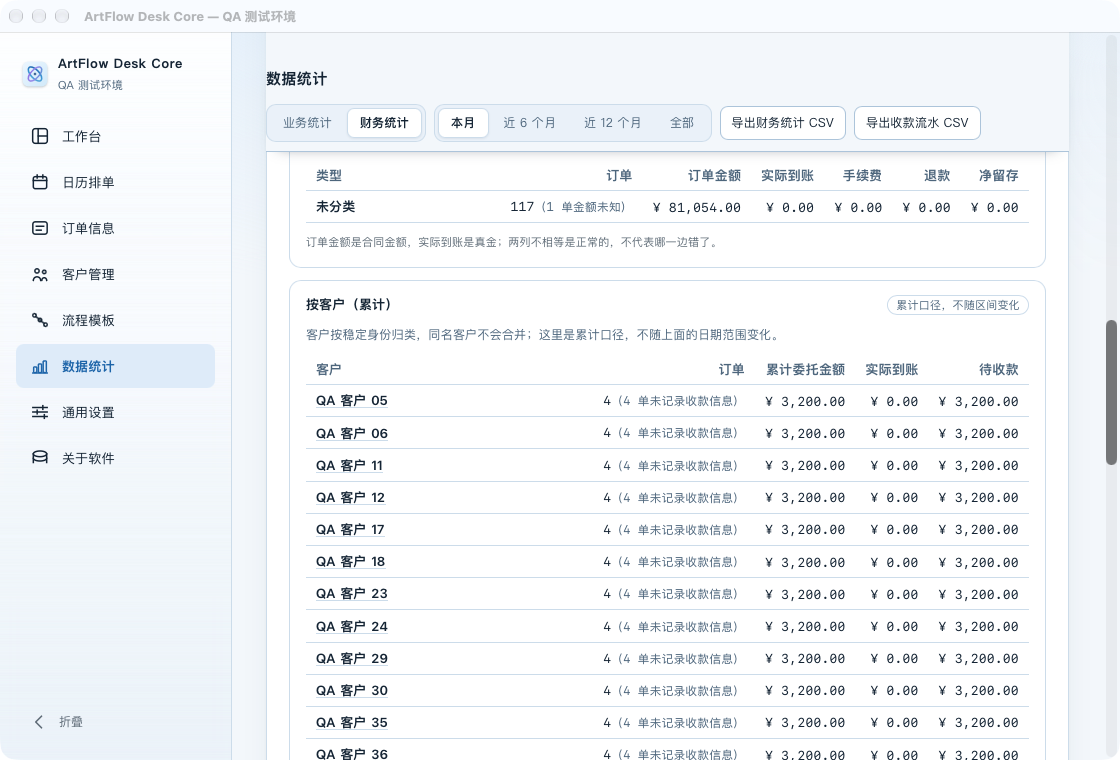 ArtFlow Desk Core — QA 测试环境
ArtFlow Desk Core
QA 测试环境
工作台
日历排单
订单信息
客户管理
流程模板
数据统计
通用设置
关于软件
折叠
数据统计
业务统计 财务统计 本月 近 6 个月 近 12 个月 全部 导出财务统计 CSV 导出收款流水 CSV
类型 订单 订单金额 实际到账 手续费 退款 净留存
未分类 117 (1 单金额未知) ¥ 81,054.00 ¥ 0.00 ¥ 0.00 ¥ 0.00 ¥ 0.00
订单金额是合同金额，实际到账是真金；两列不相等是正常的，不代表哪一边错了。
按客户（累计） 累计口径，不随区间变化
客户按稳定身份归类，同名客户不会合并；这里是累计口径，不随上面的日期范围变化。
客户 订单 累计委托金额 实际到账 待收款
QA 客户 05 4 (4 单未记录收款信息) ¥ 3,200.00 ¥ 0.00 ¥ 3,200.00
QA 客户 06 4 (4 单未记录收款信息) ¥ 3,200.00 ¥ 0.00 ¥ 3,200.00
QA 客户 11 4 (4 单未记录收款信息) ¥ 3,200.00 ¥ 0.00 ¥ 3,200.00
QA 客户 12 4 (4 单未记录收款信息) ¥ 3,200.00 ¥ 0.00 ¥ 3,200.00
QA 客户 17 4 (4 单未记录收款信息) ¥ 3,200.00 ¥ 0.00 ¥ 3,200.00
QA 客户 18 4 (4 单未记录收款信息) ¥ 3,200.00 ¥ 0.00 ¥ 3,200.00
QA 客户 23 4 (4 单未记录收款信息) ¥ 3,200.00 ¥ 0.00 ¥ 3,200.00
QA 客户 24 4 (4 单未记录收款信息) ¥ 3,200.00 ¥ 0.00 ¥ 3,200.00
QA 客户 29 4 (4 单未记录收款信息) ¥ 3,200.00 ¥ 0.00 ¥ 3,200.00
QA 客户 30 4 (4 单未记录收款信息) ¥ 3,200.00 ¥ 0.00 ¥ 3,200.00
QA 客户 35 4 (4 单未记录收款信息) ¥ 3,200.00 ¥ 0.00 ¥ 3,200.00
QA 客户 36 4 (4 单未记录收款信息) ¥ 3,200.00 ¥ 0.00 ¥ 3,200.00